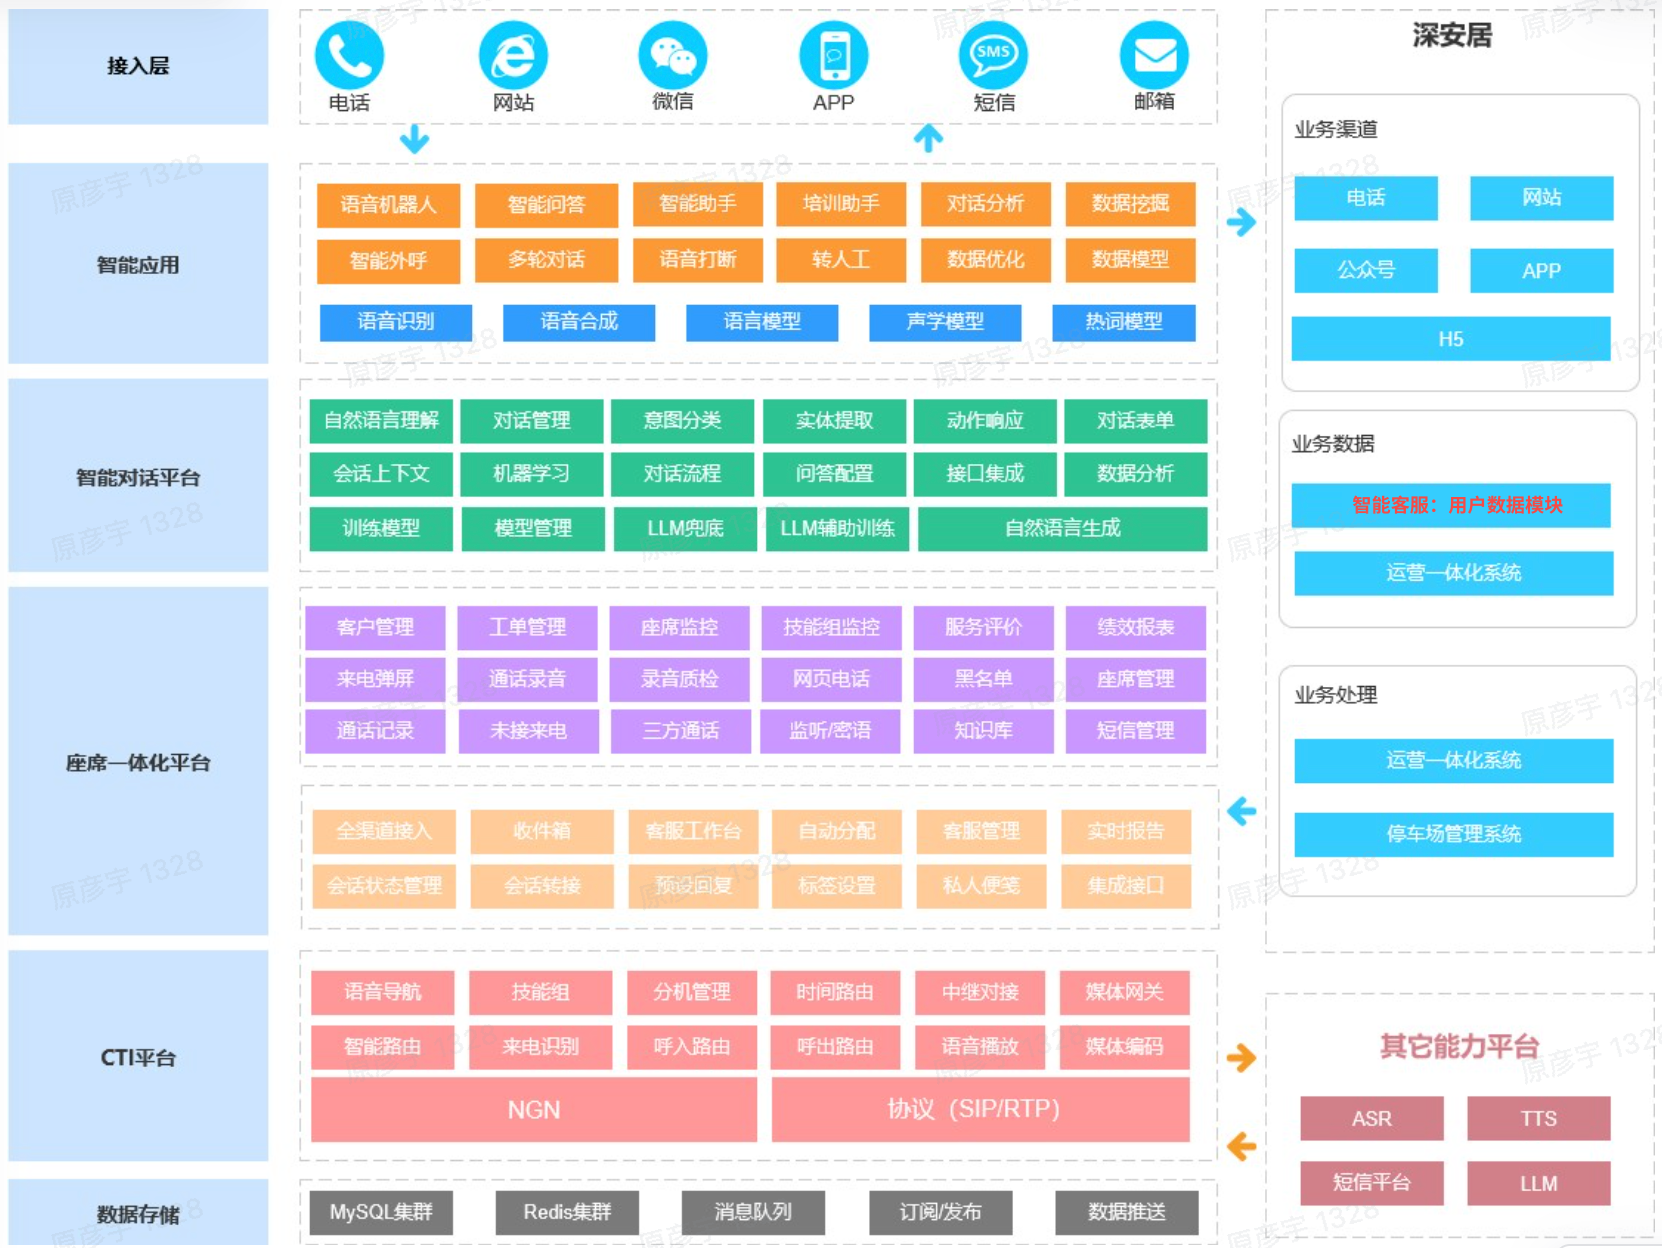 接入层
电话
网站
微信
APP
SMS
短信
邮箱
智能应用
语音机器人
智能问答
智能助手
培训助手
对话分析
数据挖掘
智能外呼
多轮对话
语音打断
转人工
数据优化
数据模型
语音识别
语音合成
语言模型
声学模型
热词模型
智能对话平台
自然语言理解
对话管理
意图分类
实体提取
动作响应
对话表单
会话上下文
机器学习
对话流程
问答配置
接口集成
数据分析
训练模型
模型管理
LLM兜底
LLM辅助训练
自然语言生成
座席一体化平台
客户管理
工单管理
座席监控
技能组监控
服务评价
绩效报表
来电弹屏
通话录音
录音质检
网页电话
黑名单
座席管理
通话记录
未接来电
三方通话
监听/密语
知识库
短信管理
全渠道接入
收件箱
客服工作台
自动分配
客服管理
实时报告
会话状态管理
会话转接
预设回复
标签设置
私人便笺
集成接口
CTI平台
语音导航
技能组
分机管理
时间路由
中继对接
媒体网关
智能路由
来电识别
呼入路由
呼出路由
语音播放
媒体编码
NGN
协议（SIP/RTP）
数据存储
MySQL集群
Redis集群
消息队列
订阅/发布
数据推送
深安居
业务渠道
电话
网站
公众号
APP
H5
业务数据
智能客服：用户数据模块
运营一体化系统
业务处理
运营一体化系统
停车场管理系统
其它能力平台
ASR
TTS
短信平台
LLM
原彦宇 1328